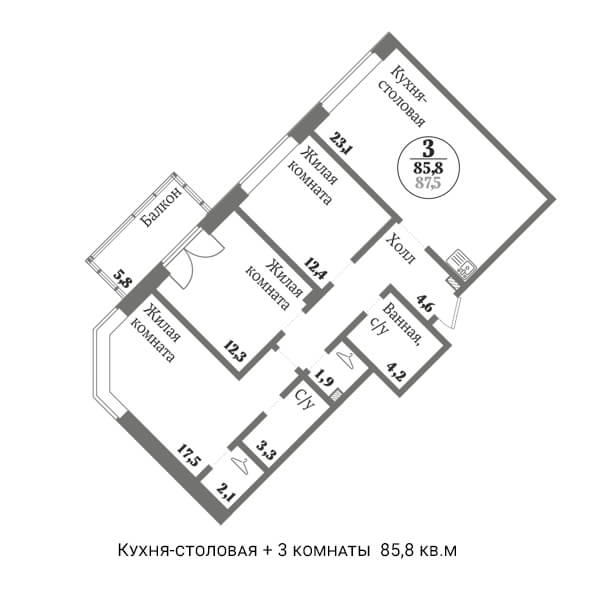 Кухня-
столовая
23,1
3
85,8
87,5
Жилая
комната
12,4
Балкон
5,8
Холл
4,6
Жилая
комната
12,3
Ванная,
с/у
4,2
Жилая
комната
17,5
1,9
С/у
3,3
2,1
Кухня-столовая + 3 комнаты 85,8 кв.м